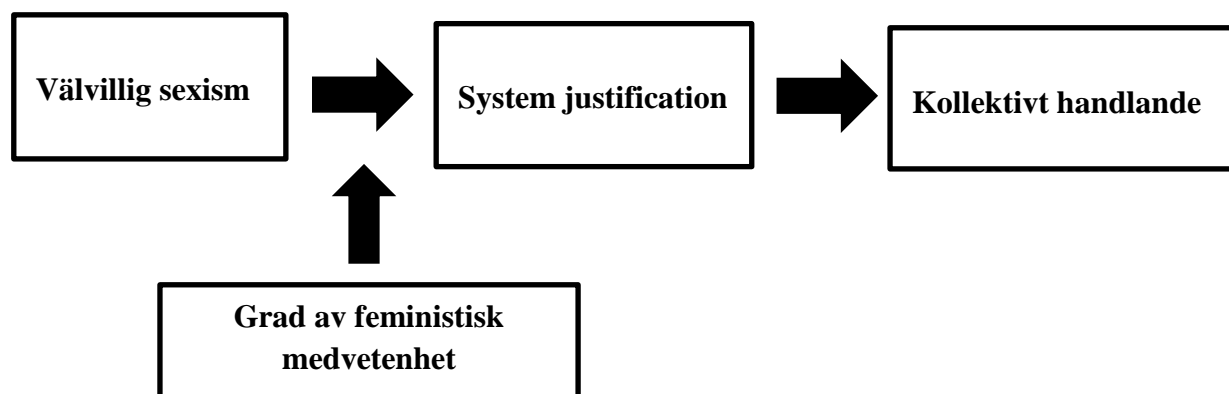 Välvillig sexism
System justification
Kollektivt handlande
Grad av feministisk
medvetenhet